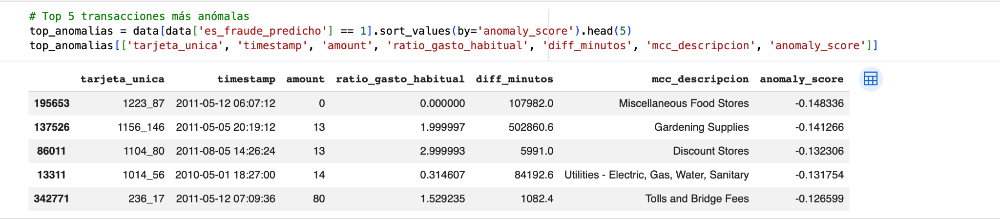 # Top 5 transacciones más anómalas
top_anomalias = data[data['es_fraude_predicho'] == 1].sort_values(by='anomaly_score').head(5)
top_anomalias[['tarjeta_unica', 'timestamp', 'amount', 'ratio_gasto_habitual', 'diff_minutos', 'mcc_descripcion', 'anomaly_score']]
tarjeta_unica timestamp amount ratio_gasto_habitual diff_minutos mcc_descripcion anomaly_score
195653 1223_87 2011-05-12 06:07:12 0 0.000000 107982.0 Miscellaneous Food Stores -0.148336
137526 1156_146 2011-05-05 20:19:12 13 1.999997 502860.6 Gardening Supplies -0.141266
86011 1104_80 2011-08-05 14:26:24 13 2.999993 5991.0 Discount Stores -0.132306
13311 1014_56 2010-05-01 18:27:00 14 0.314607 84192.6 Utilities - Electric, Gas, Water, Sanitary -0.131754
342771 236_17 2011-05-12 07:09:36 80 1.529235 1082.4 Tolls and Bridge Fees -0.126599